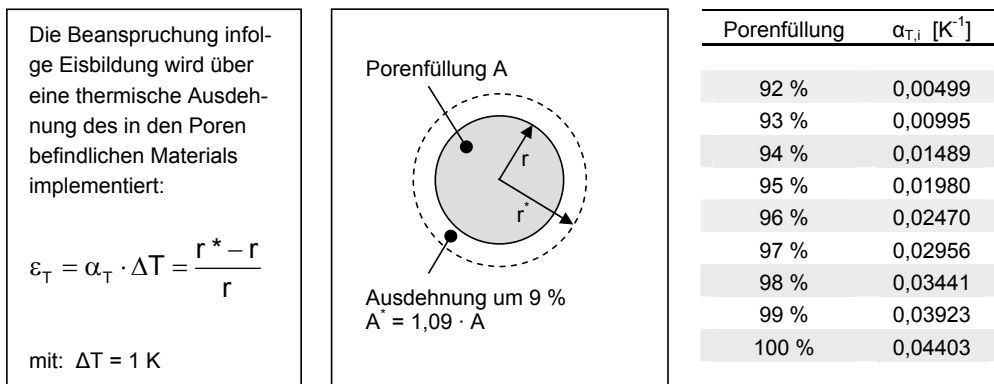 Die Beanspruchung infol-
ge Eisbildung wird über
eine thermische Ausdeh-
nung des in den Poren
befindlichen Materials
implementiert:
ε_T = α_T · ΔT = (r* – r) / r
mit: ΔT = 1 K
Porenfüllung A
r
r*
Ausdehnung um 9 %
A* = 1,09 · A
Porenfüllung α_T,i [K⁻¹]
92 % 0,00499
93 % 0,00995
94 % 0,01489
95 % 0,01980
96 % 0,02470
97 % 0,02956
98 % 0,03441
99 % 0,03923
100 % 0,04403